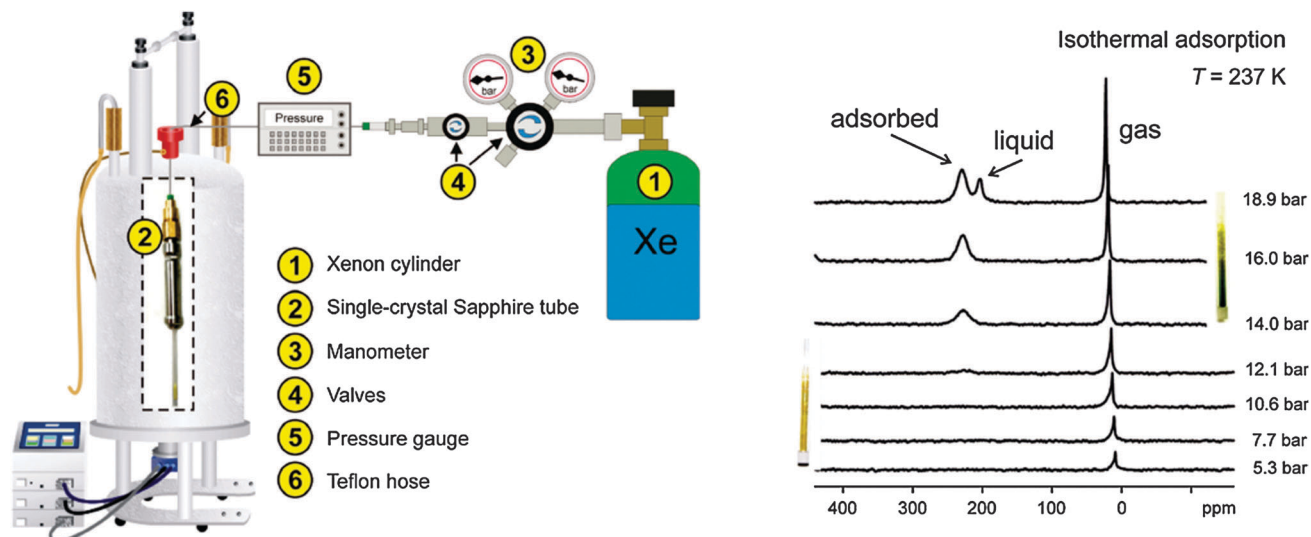 5
6
3
bar
bar
Pressure
4
1
2
Xe
1 Xenon cylinder
2 Single-crystal Sapphire tube
3 Manometer
4 Valves
5 Pressure gauge
6 Teflon hose
Isothermal adsorption
T = 237 K
adsorbed
liquid
gas
18.9 bar
16.0 bar
14.0 bar
12.1 bar
10.6 bar
7.7 bar
5.3 bar
400 300 200 100 0 ppm